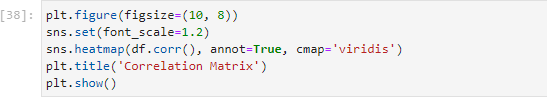 [38]: plt.figure(figsize=(10, 8))
sns.set(font_scale=1.2)
sns.heatmap(df.corr(), annot=True, cmap='viridis')
plt.title('Correlation Matrix')
plt.show()